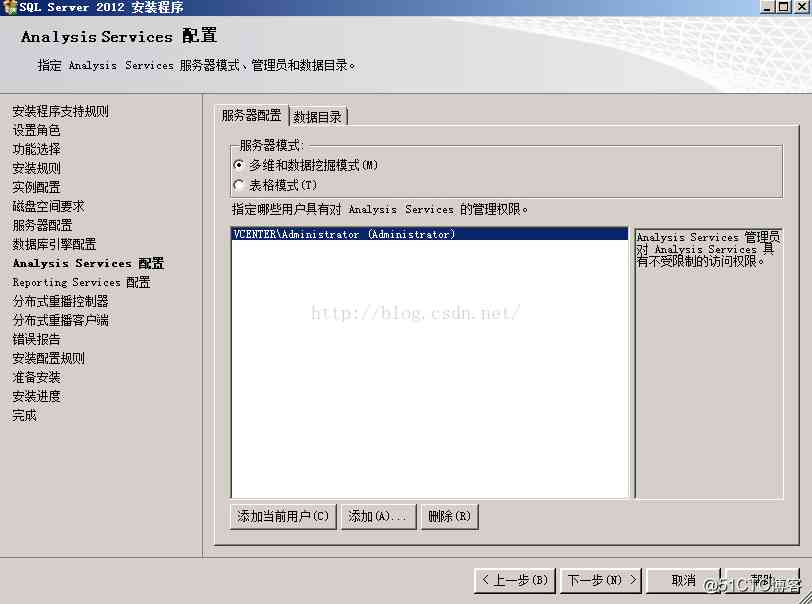 SQL Server 2012 安装程序
Analysis Services 配置
指定 Analysis Services 服务器模式、管理员和数据目录。
安装程序支持规则
设置角色
功能选择
安装规则
实例配置
磁盘空间要求
服务器配置
数据库引擎配置
Analysis Services 配置
Reporting Services 配置
分布式重播控制器
分布式重播客户端
错误报告
安装配置规则
准备安装
安装进度
完成
服务器配置 数据目录
服务器模式:
多维和数据挖掘模式(M)
表格模式(T)
指定哪些用户具有对 Analysis Services 的管理权限。
VCENTER\Administrator (Administrator)
Analysis Services 管理员
对 Analysis Services 具
有不受限制的访问权限。
http://blog.csdn.net/
添加当前用户(C) 添加(A)... 删除(R)
< 上一步(B) 下一步(N) > 取消 帮助
@51CTO博客